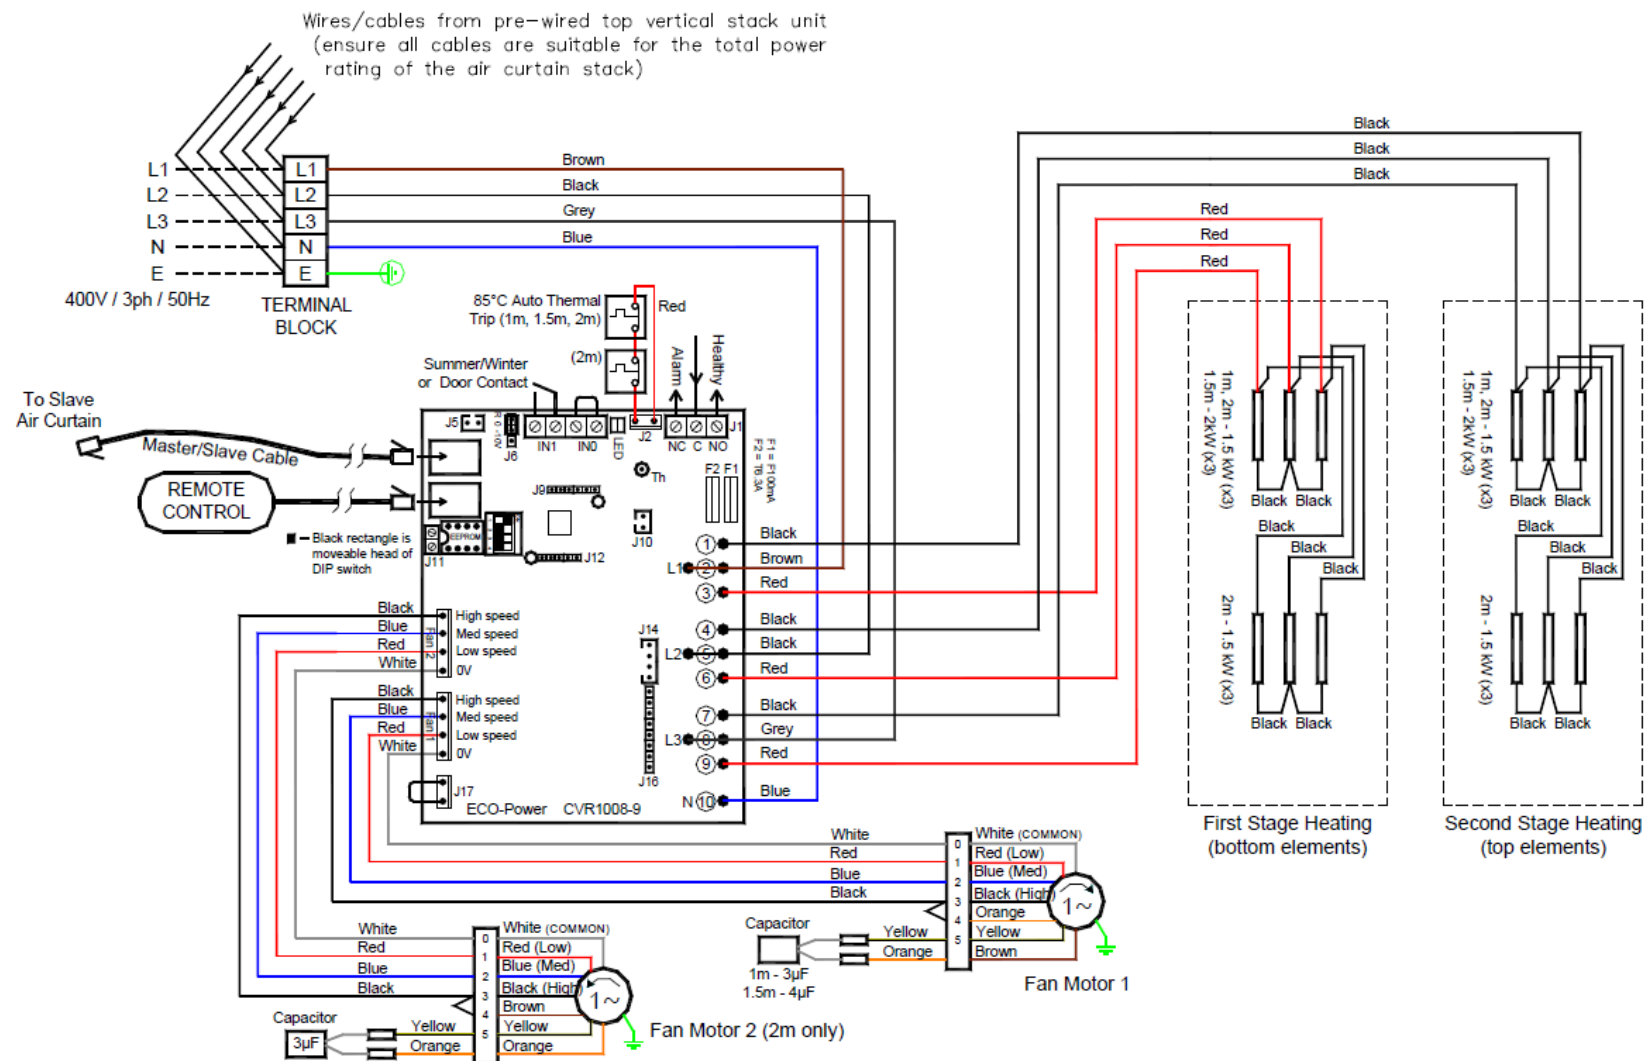 Wires/cables from pre-wired top vertical stack unit
(ensure all cables are suitable for the total power
rating of the air curtain stack)
L1
L2
L3
N
E
400V / 3ph / 50Hz
L1
L2
L3
N
E
TERMINAL
BLOCK
Brown
Black
Grey
Blue
Black
Black
Black
Red
Red
Red
85°C Auto Thermal
Trip (1m, 1.5m, 2m)
Red
(2m)
Summer/Winter
or Door Contact
Alarm
Healthy
To Slave
Air Curtain
Master/Slave Cable
REMOTE
CONTROL
Black rectangle is
moveable head of
DIP switch
J5
R 0 -10V
J6
IN1
IN0
LED
J2
NC C NO
J1
F1 = F100mA
F2 = T6.3A
Th
F2 F1
J9
J10
EEPROM
J11
J12
1
Black
L1
2
Brown
3
Red
4
Black
L2
5
Black
6
Red
7
Black
L3
8
Grey
9
Red
N
10
Blue
J14
J16
Black
High speed
Blue
Med speed
Red
Low speed
White
0V
Fan 2
Black
High speed
Blue
Med speed
Red
Low speed
White
0V
Fan 1
J17
ECO-Power CVR1008-9
1m, 2m - 1.5 kW (x3)
1.5m - 2kW (x3)
Black Black
Black
Black
Black
2m - 1.5 kW (x3)
Black Black
First Stage Heating
(bottom elements)
1m, 2m - 1.5 kW (x3)
1.5m - 2kW (x3)
Black Black
Black
Black
Black
2m - 1.5 kW (x3)
Black Black
Second Stage Heating
(top elements)
White
0
White (COMMON)
Red
1
Red (Low)
Blue
2
Blue (Med)
Black
3
Black (High)
4
Orange
Yellow
5
Yellow
Orange
Brown
1~
Capacitor
1m - 3µF
1.5m - 4µF
Fan Motor 1
White
0
White (COMMON)
Red
1
Red (Low)
Blue
2
Blue (Med)
Black
3
Black (High)
4
Brown
Yellow
5
Yellow
Orange
Orange
1~
Capacitor
3µF
Fan Motor 2 (2m only)